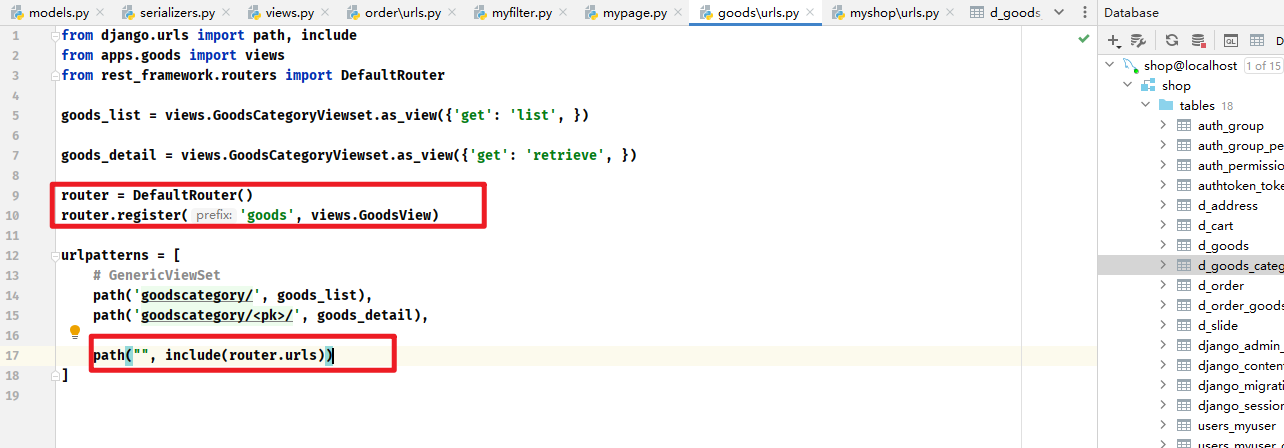 models.py serializers.py views.py order\urls.py myfilter.py mypage.py goods\urls.py myshop\urls.py d_goods Database
1 from django.urls import path, include
2 from apps.goods import views
3 from rest_framework.routers import DefaultRouter
4
5 goods_list = views.GoodsCategoryViewset.as_view({'get': 'list', })
6
7 goods_detail = views.GoodsCategoryViewset.as_view({'get': 'retrieve', })
8
9 router = DefaultRouter()
10 router.register( prefix: 'goods', views.GoodsView)
11
12 urlpatterns = [
13 # GenericViewSet
14 path('goodscategory/', goods_list),
15 path('goodscategory/<pk>/', goods_detail),
16
17 path("", include(router.urls))
18 ]
19
QL D
shop@localhost 1 of 15
shop
tables 18
auth_group
auth_group_pe
auth_permission
authtoken_toke
d_address
d_cart
d_goods
d_goods_categ
d_order
d_order_goods
d_slide
django_admin_
django_conten
django_migrati
django_session
users_myuser